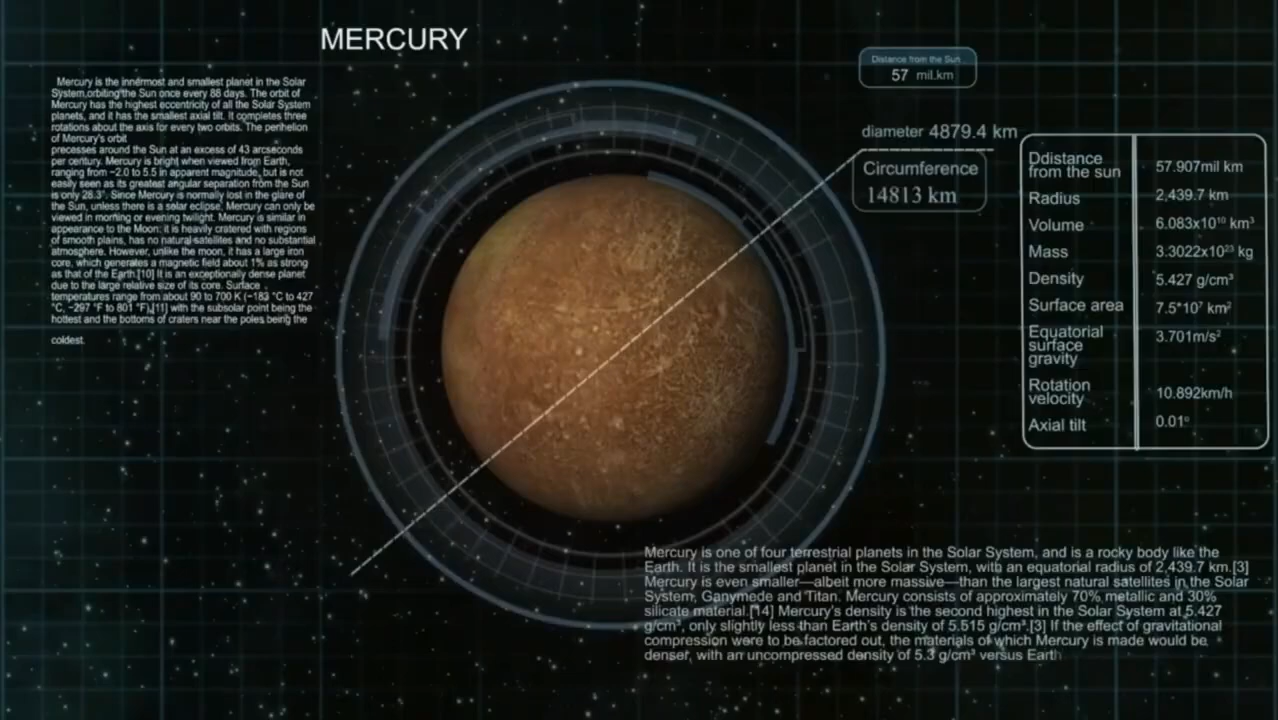 MERCURY
Mercury is the innermost and smallest planet in the Solar
System,orbiting the Sun once every 88 days. The orbit of
Mercury has the highest eccentricity of all the Solar System
planets, and it has the smallest axial tilt. It completes three
rotations about the axis for every two orbits. The perihelion
of Mercury's orbit
precesses around the Sun at an excess of 43 arcseconds
per century. Mercury is bright when viewed from Earth,
ranging from −2.0 to 5.5 in apparent magnitude, but is not
easily seen as its greatest angular separation from the Sun
is only 28.3°. Since Mercury is normally lost in the glare of
the Sun, unless there is a solar eclipse, Mercury can only be
viewed in morning or evening twilight. Mercury is similar in
appearance to the Moon: it is heavily cratered with regions
of smooth plains, has no natural satellites and no substantial
atmosphere. However, unlike the moon, it has a large iron
core, which generates a magnetic field about 1% as strong
as that of the Earth.[10] It is an exceptionally dense planet
due to the large relative size of its core. Surface
temperatures range from about 90 to 700 K (−183 °C to 427
°C, −297 °F to 801 °F),[11] with the subsolar point being the
hottest and the bottoms of craters near the poles being the
coldest.
Distance from the Sun
57 mil.km
diameter 4879.4 km
Circumference
14813 km
Ddistance
from the sun 57.907mil km
Radius 2,439.7 km
Volume 6.083x10¹⁰ km³
Mass 3.3022x10²³ kg
Density 5.427 g/cm³
Surface area 7.5*10⁷ km²
Equatorial
surface 3.701m/s²
gravity
Rotation
velocity 10.892km/h
Axial tilt 0.01°
Mercury is one of four terrestrial planets in the Solar System, and is a rocky body like the
Earth. It is the smallest planet in the Solar System, with an equatorial radius of 2,439.7 km.[3]
Mercury is even smaller—albeit more massive—than the largest natural satellites in the Solar
System, Ganymede and Titan. Mercury consists of approximately 70% metallic and 30%
silicate material.[14] Mercury's density is the second highest in the Solar System at 5.427
g/cm³, only slightly less than Earth's density of 5.515 g/cm³.[3] If the effect of gravitational
compression were to be factored out, the materials of which Mercury is made would be
denser, with an uncompressed density of 5.3 g/cm³ versus Earth